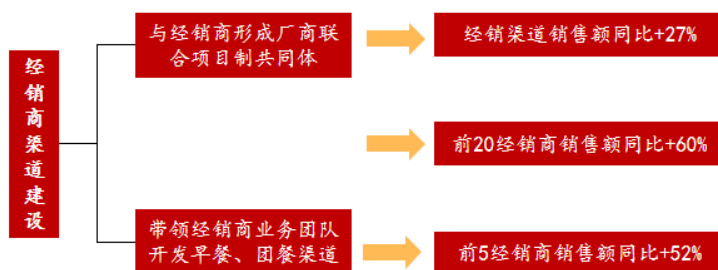 经销商渠道建设
与经销商形成厂商联
合项目制共同体
经销渠道销售额同比+27%
前20经销商销售额同比+60%
带领经销商业务团队
开发早餐、团餐渠道
前5经销商销售额同比+52%